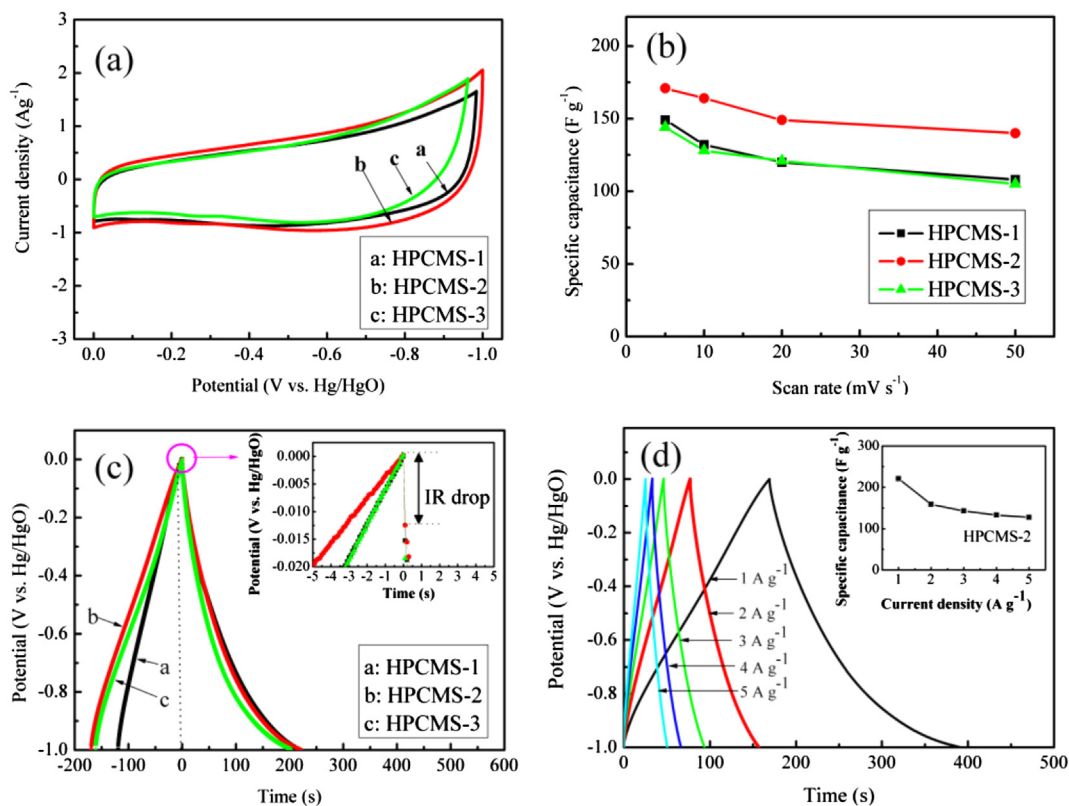 (a)
Current density (Ag⁻¹)
3
2
1
0
-1
-2
-3
b
c
a
a: HPCMS-1
b: HPCMS-2
c: HPCMS-3
0.0 -0.2 -0.4 -0.6 -0.8 -1.0
Potential (V vs. Hg/HgO)
(b)
Specific capacitance (F g⁻¹)
200
150
100
50
0
HPCMS-1
HPCMS-2
HPCMS-3
0 10 20 30 40 50
Scan rate (mV s⁻¹)
(c)
Potential (V vs. Hg/HgO)
0.0
-0.2
-0.4
-0.6
-0.8
-1.0
b
a
c
Potential (V vs. Hg/HgO)
0.000
-0.005
-0.010
-0.015
-0.020
IR drop
-5 -4 -3 -2 -1 0 1 2 3 4 5
Time (s)
a: HPCMS-1
b: HPCMS-2
c: HPCMS-3
-200 -100 0 100 200 300 400 500 600
Time (s)
(d)
Potential (V vs. Hg/HgO)
0.0
-0.2
-0.4
-0.6
-0.8
-1.0
1 A g⁻¹
2 A g⁻¹
3 A g⁻¹
4 A g⁻¹
5 A g⁻¹
Specific capacitance (F g⁻¹)
300
200
100
0
HPCMS-2
1 2 3 4 5
Current density (A g⁻¹)
0 100 200 300 400 500
Time (s)